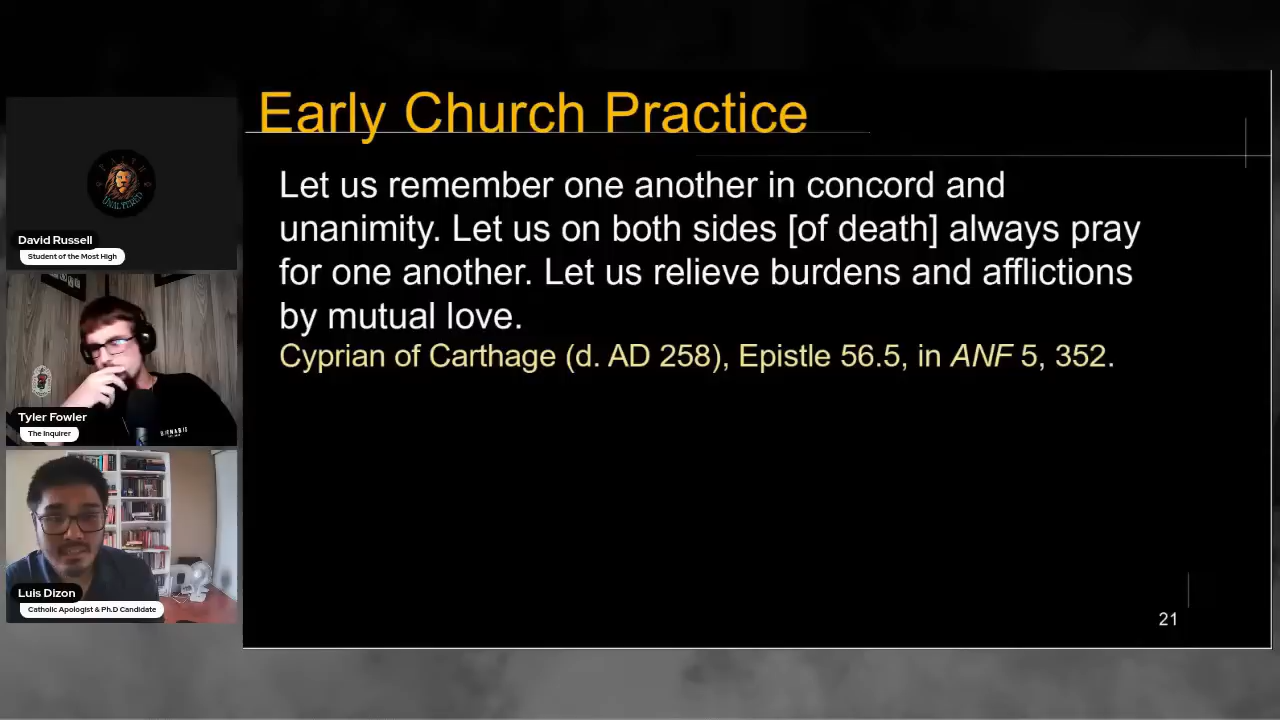 Early Church Practice
Let us remember one another in concord and
unanimity. Let us on both sides [of death] always pray
for one another. Let us relieve burdens and afflictions
by mutual love.
Cyprian of Carthage (d. AD 258), Epistle 56.5, in ANF 5, 352.
21
UNALTERED
David Russell
Student of the Most High
Tyler Fowler
The Inquirer
Luis Dizon
Catholic Apologist & Ph.D Candidate